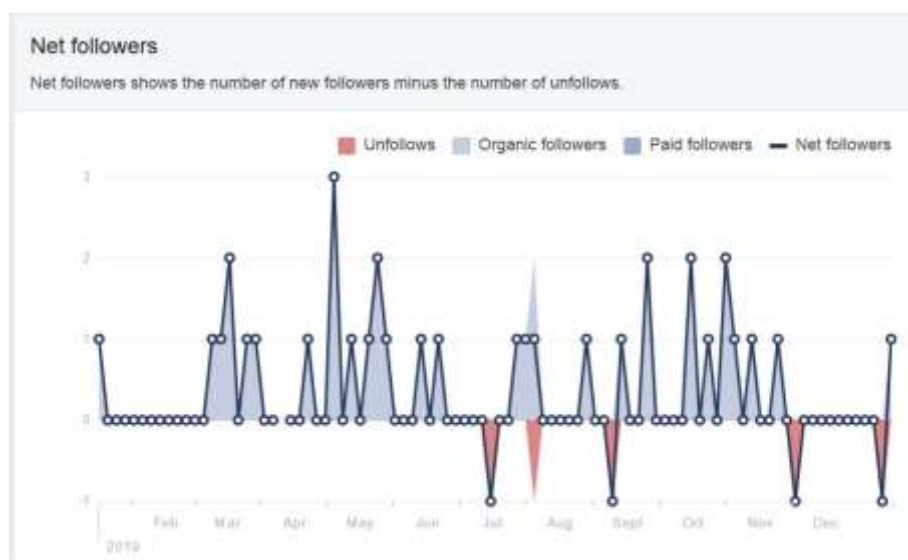 Net followers
Net followers shows the number of new followers minus the number of unfollows.
Unfollows Organic followers Paid followers Net followers
3
2
1
0
-1
Feb Mar Apr May Jun Jul Aug Sept Oct Nov Dec
2019